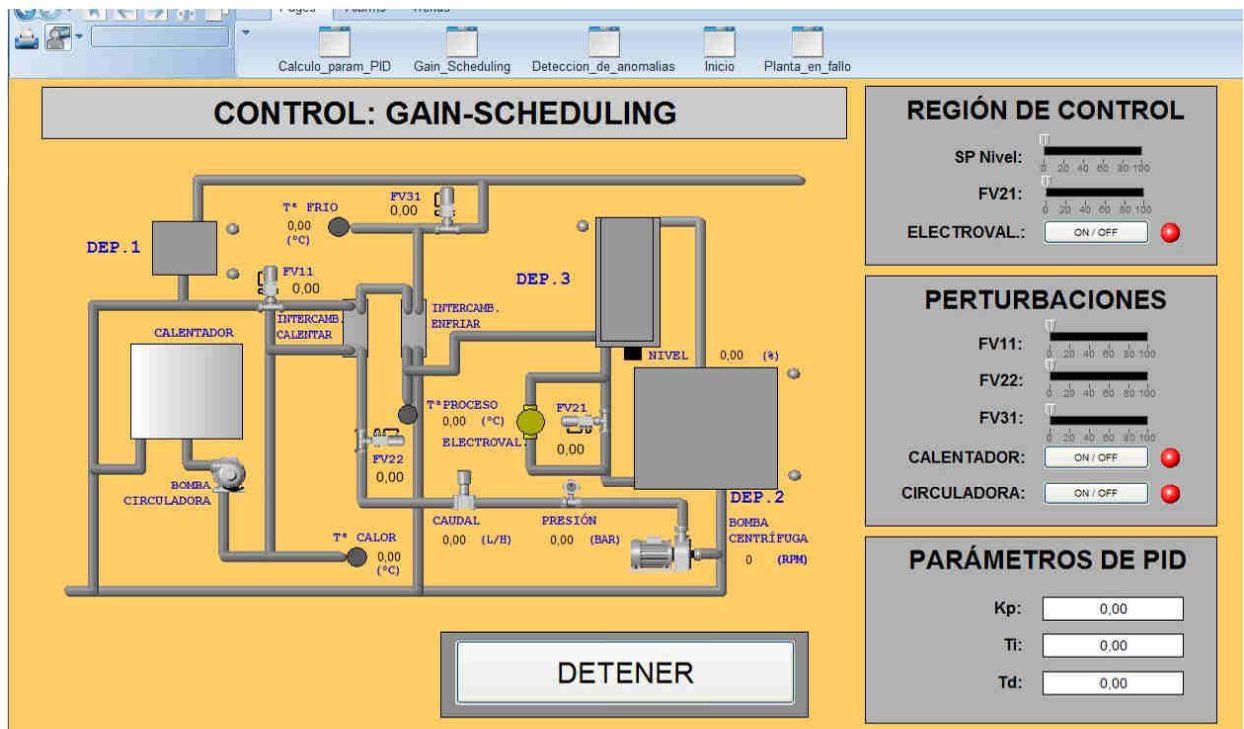 Pages Alarms Trends
Calculo_param_PID Gain_Scheduling Deteccion_de_anomalias Inicio Planta_en_fallo
CONTROL: GAIN-SCHEDULING
DEP.1
Tª FRIO
0,00
(°C)
FV31
0,00
FV11
0,00
INTERCAMB.
CALENTAR
INTERCAMB.
ENFRIAR
DEP.3
CALENTADOR
NIVEL 0,00 (%)
TªPROCESO
0,00 (°C)
ELECTROVAL.
FV21
0,00
FV22
0,00
BOMBA
CIRCULADORA
DEP.2
CAUDAL
0,00 (L/H)
PRESIÓN
0,00 (BAR)
BOMBA
CENTRÍFUGA
0 (RPM)
Tª CALOR
0,00
(°C)
DETENER
REGIÓN DE CONTROL
SP Nivel:
0 20 40 60 80 100
FV21:
0 20 40 60 80 100
ELECTROVAL.: ON / OFF
PERTURBACIONES
FV11:
0 20 40 60 80 100
FV22:
0 20 40 60 80 100
FV31:
0 20 40 60 80 100
CALENTADOR: ON / OFF
CIRCULADORA: ON / OFF
PARÁMETROS DE PID
Kp: 0,00
Ti: 0,00
Td: 0,00